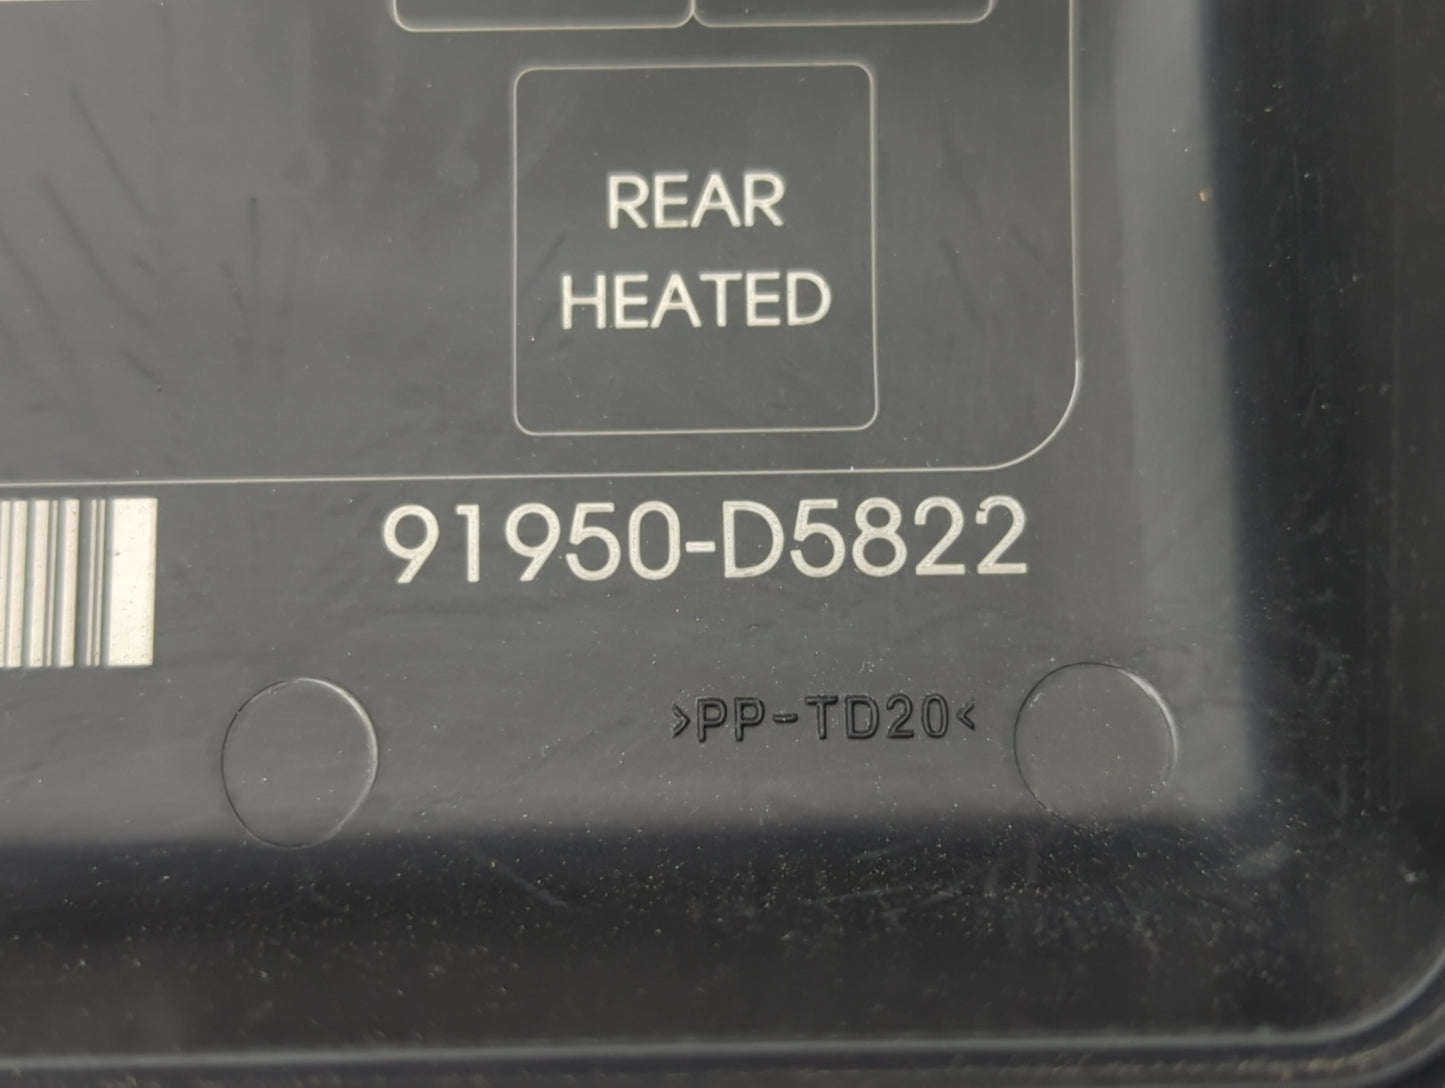 REAR
HEATED
91950-D5822
>PP-TD20<